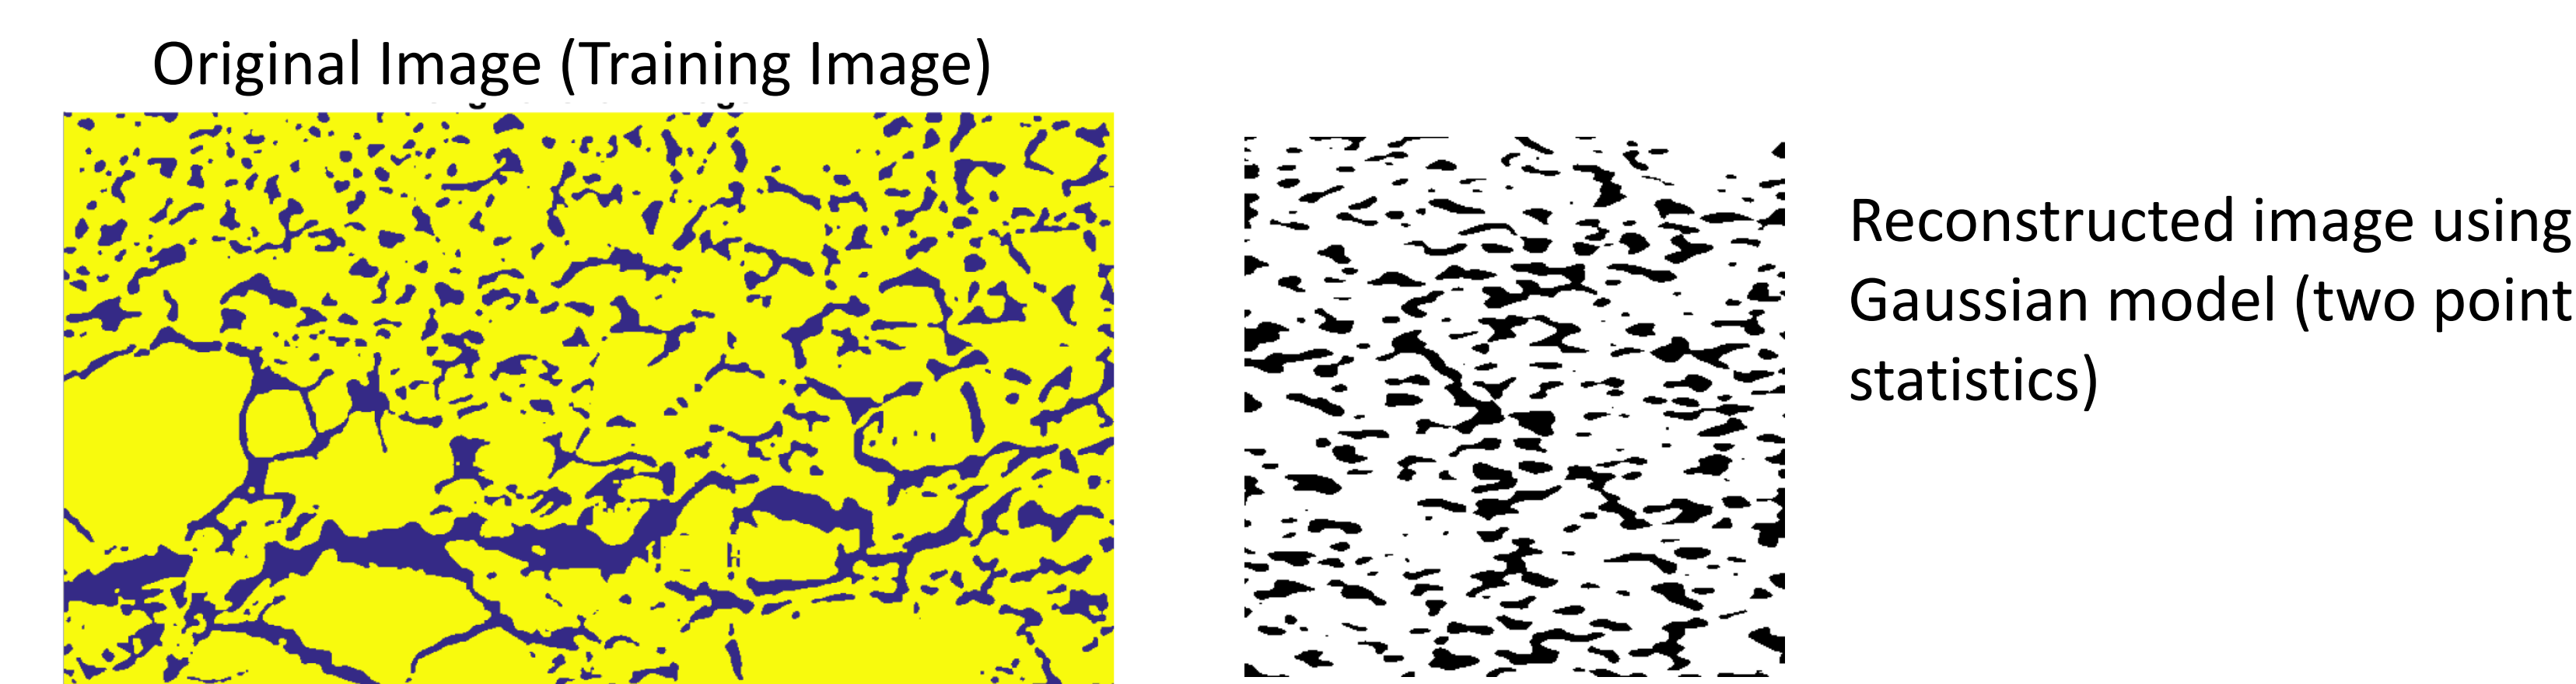 Original Image (Training Image)
Reconstructed image using
Gaussian model (two point
statistics)